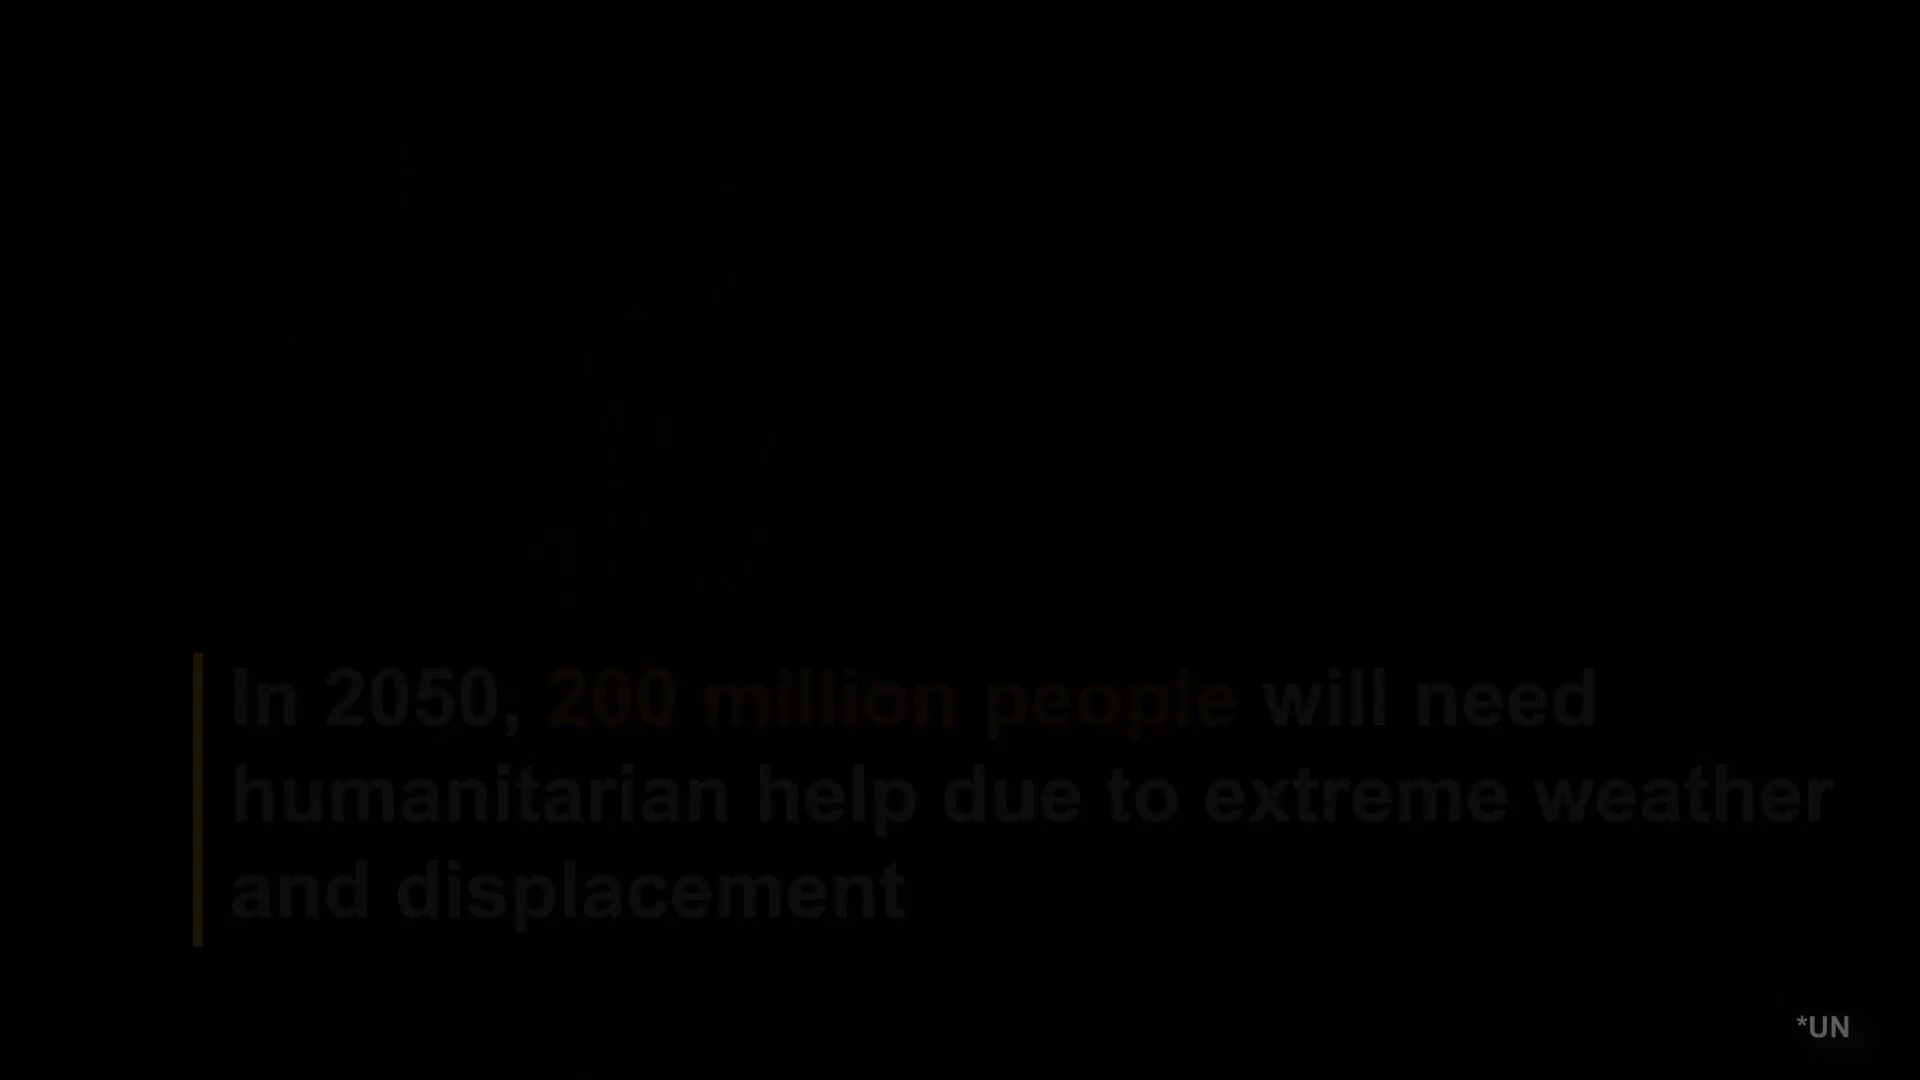 In 2050, 200 million people will need
humanitarian help due to extreme weather
and displacement
*UN